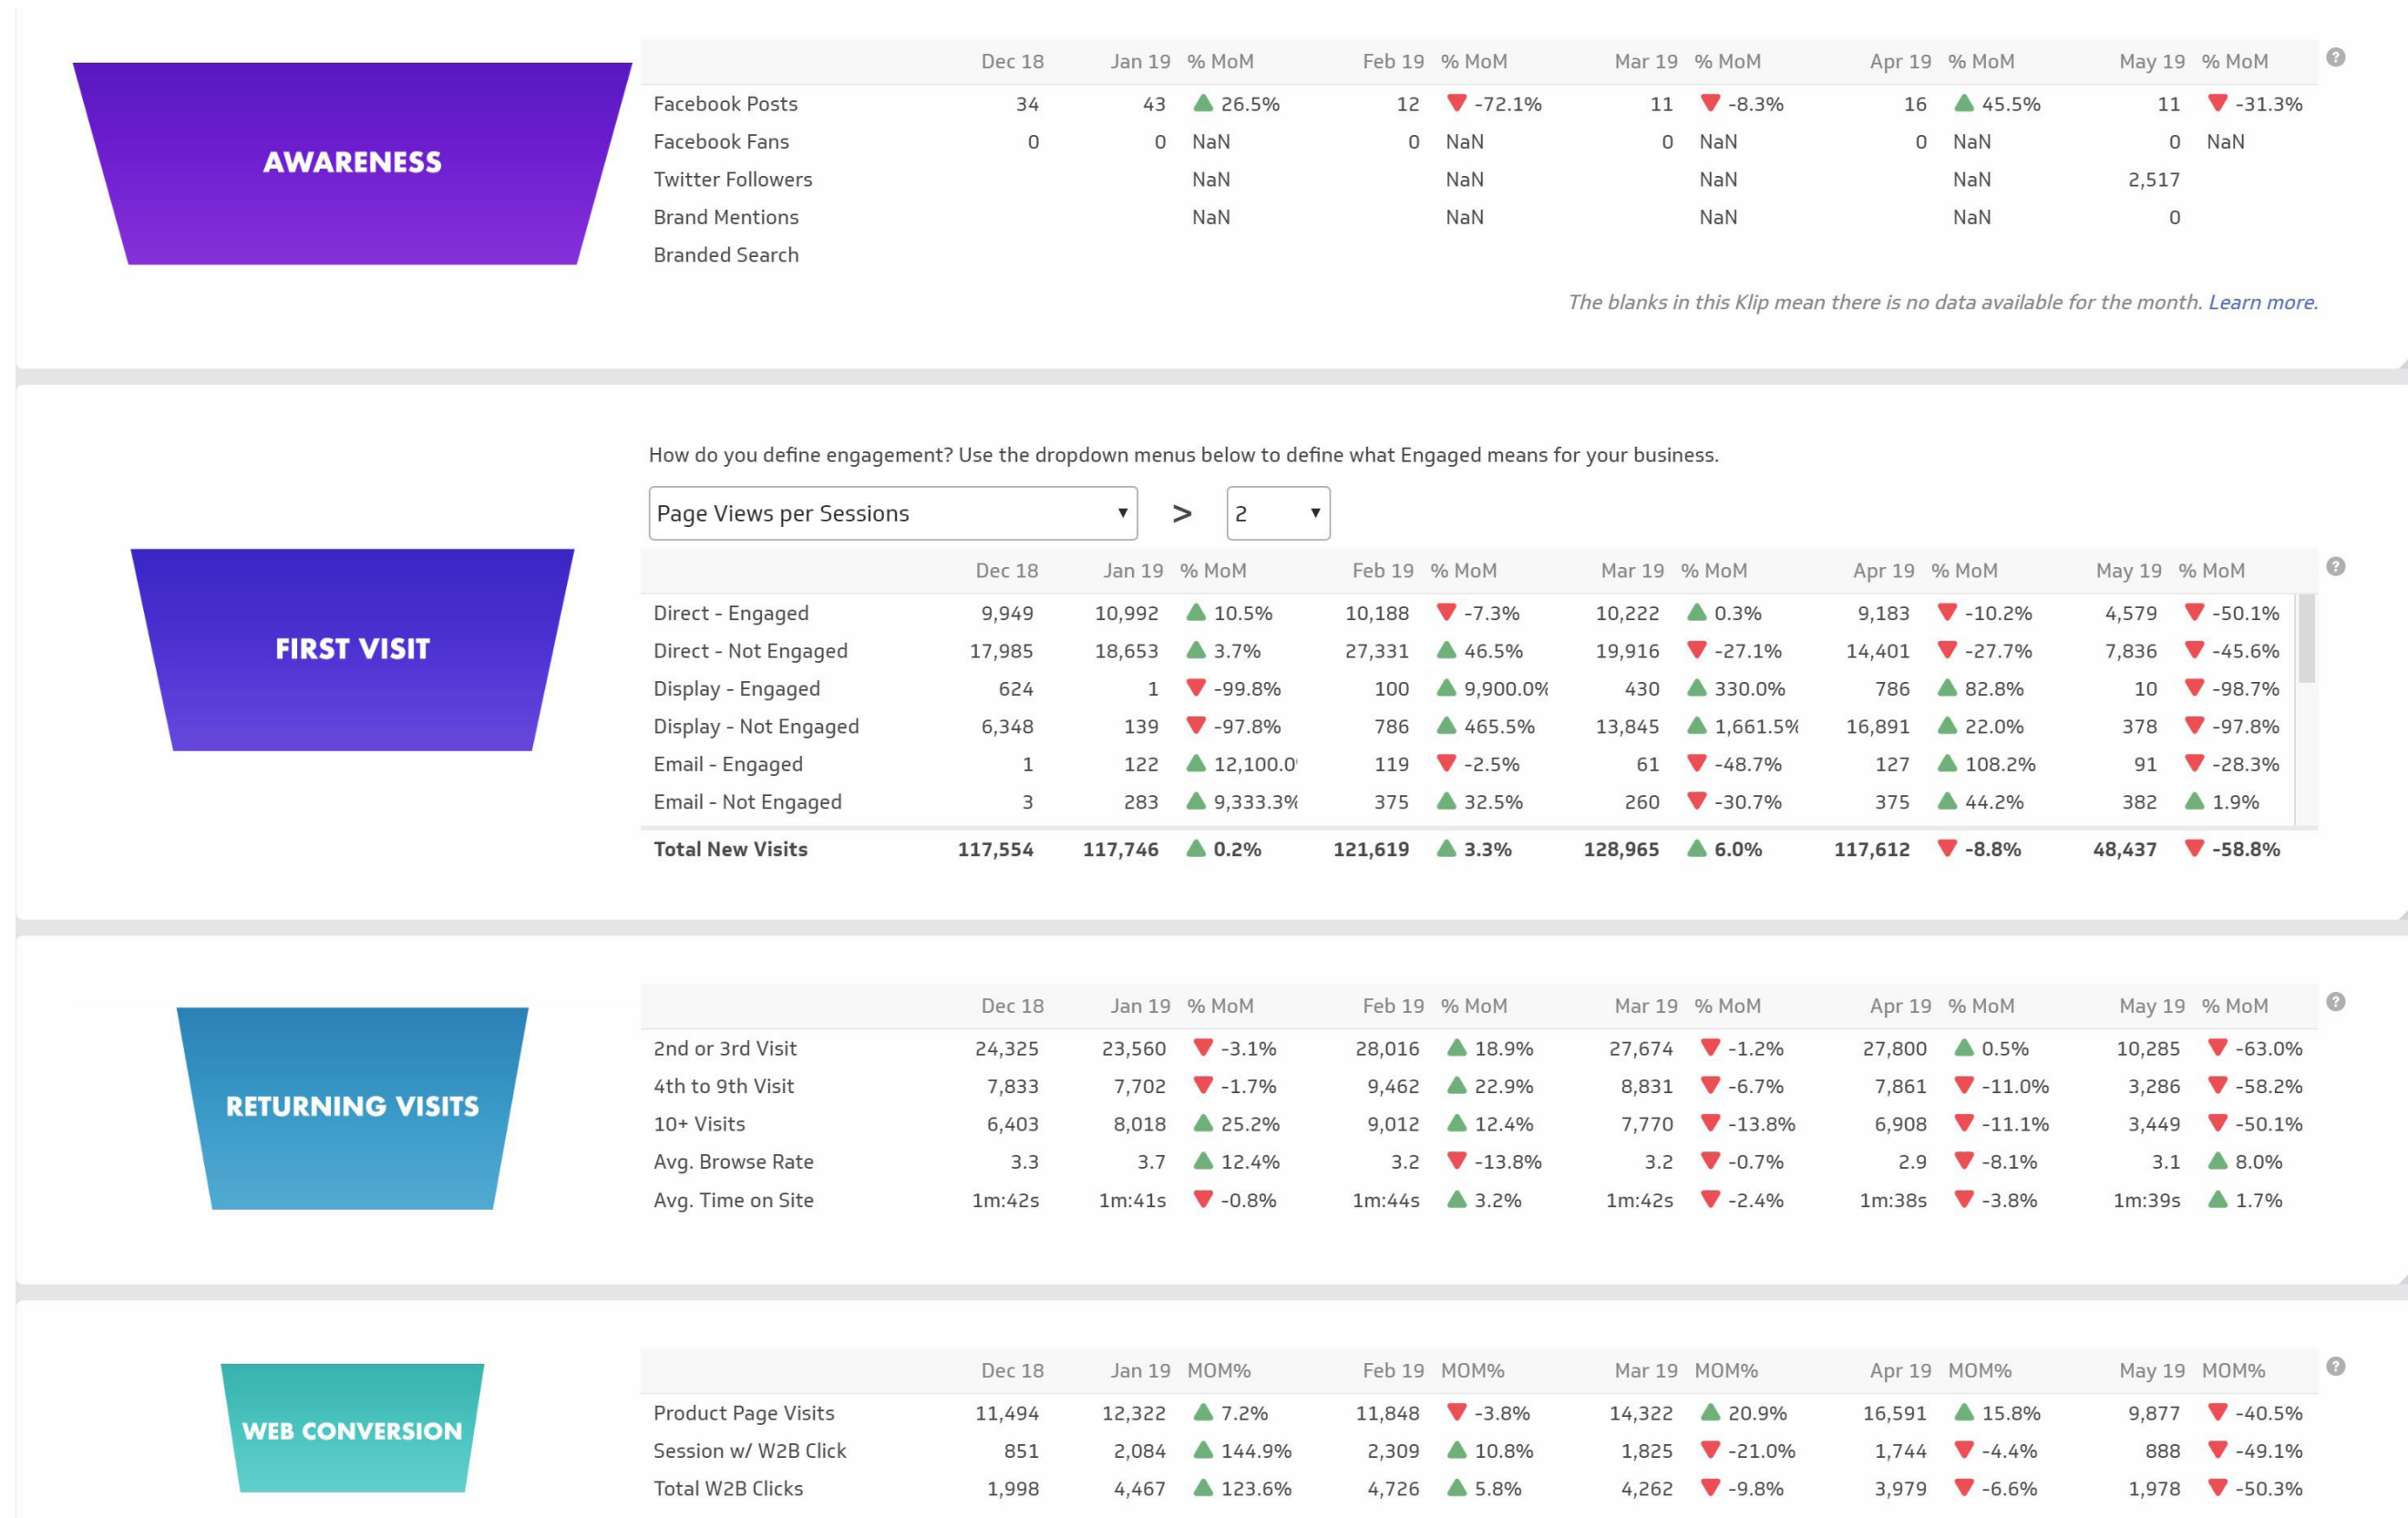 AWARENESS
Dec 18 Jan 19 % MoM Feb 19 % MoM Mar 19 % MoM Apr 19 % MoM May 19 % MoM ?
Facebook Posts 34 43 ▲ 26.5% 12 ▼ -72.1% 11 ▼ -8.3% 16 ▲ 45.5% 11 ▼ -31.3%
Facebook Fans 0 0 NaN 0 NaN 0 NaN 0 NaN 0 NaN
Twitter Followers NaN NaN NaN NaN 2,517
Brand Mentions NaN NaN NaN NaN 0
Branded Search
The blanks in this Klip mean there is no data available for the month. Learn more.
How do you define engagement? Use the dropdown menus below to define what Engaged means for your business.
Page Views per Sessions ▼ > 2 ▼
FIRST VISIT
Dec 18 Jan 19 % MoM Feb 19 % MoM Mar 19 % MoM Apr 19 % MoM May 19 % MoM ?
Direct - Engaged 9,949 10,992 ▲ 10.5% 10,188 ▼ -7.3% 10,222 ▲ 0.3% 9,183 ▼ -10.2% 4,579 ▼ -50.1%
Direct - Not Engaged 17,985 18,653 ▲ 3.7% 27,331 ▲ 46.5% 19,916 ▼ -27.1% 14,401 ▼ -27.7% 7,836 ▼ -45.6%
Display - Engaged 624 1 ▼ -99.8% 100 ▲ 9,900.0% 430 ▲ 330.0% 786 ▲ 82.8% 10 ▼ -98.7%
Display - Not Engaged 6,348 139 ▼ -97.8% 786 ▲ 465.5% 13,845 ▲ 1,661.5% 16,891 ▲ 22.0% 378 ▼ -97.8%
Email - Engaged 1 122 ▲ 12,100.0 119 ▼ -2.5% 61 ▼ -48.7% 127 ▲ 108.2% 91 ▼ -28.3%
Email - Not Engaged 3 283 ▲ 9,333.3% 375 ▲ 32.5% 260 ▼ -30.7% 375 ▲ 44.2% 382 ▲ 1.9%
Total New Visits 117,554 117,746 ▲ 0.2% 121,619 ▲ 3.3% 128,965 ▲ 6.0% 117,612 ▼ -8.8% 48,437 ▼ -58.8%
RETURNING VISITS
Dec 18 Jan 19 % MoM Feb 19 % MoM Mar 19 % MoM Apr 19 % MoM May 19 % MoM ?
2nd or 3rd Visit 24,325 23,560 ▼ -3.1% 28,016 ▲ 18.9% 27,674 ▼ -1.2% 27,800 ▲ 0.5% 10,285 ▼ -63.0%
4th to 9th Visit 7,833 7,702 ▼ -1.7% 9,462 ▲ 22.9% 8,831 ▼ -6.7% 7,861 ▼ -11.0% 3,286 ▼ -58.2%
10+ Visits 6,403 8,018 ▲ 25.2% 9,012 ▲ 12.4% 7,770 ▼ -13.8% 6,908 ▼ -11.1% 3,449 ▼ -50.1%
Avg. Browse Rate 3.3 3.7 ▲ 12.4% 3.2 ▼ -13.8% 3.2 ▼ -0.7% 2.9 ▼ -8.1% 3.1 ▲ 8.0%
Avg. Time on Site 1m:42s 1m:41s ▼ -0.8% 1m:44s ▲ 3.2% 1m:42s ▼ -2.4% 1m:38s ▼ -3.8% 1m:39s ▲ 1.7%
WEB CONVERSION
Dec 18 Jan 19 MOM% Feb 19 MOM% Mar 19 MOM% Apr 19 MOM% May 19 MOM% ?
Product Page Visits 11,494 12,322 ▲ 7.2% 11,848 ▼ -3.8% 14,322 ▲ 20.9% 16,591 ▲ 15.8% 9,877 ▼ -40.5%
Session w/ W2B Click 851 2,084 ▲ 144.9% 2,309 ▲ 10.8% 1,825 ▼ -21.0% 1,744 ▼ -4.4% 888 ▼ -49.1%
Total W2B Clicks 1,998 4,467 ▲ 123.6% 4,726 ▲ 5.8% 4,262 ▼ -9.8% 3,979 ▼ -6.6% 1,978 ▼ -50.3%